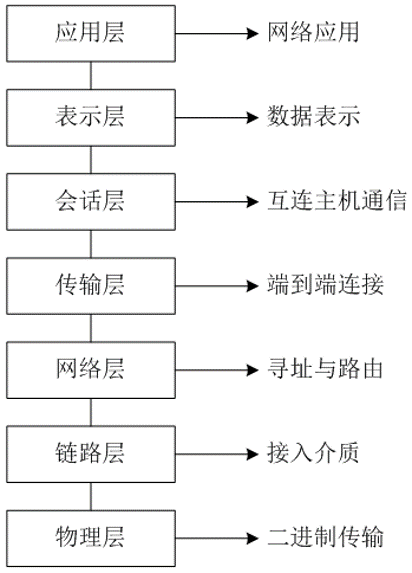 应用层 网络应用
表示层 数据表示
会话层 互连主机通信
传输层 端到端连接
网络层 寻址与路由
链路层 接入介质
物理层 二进制传输